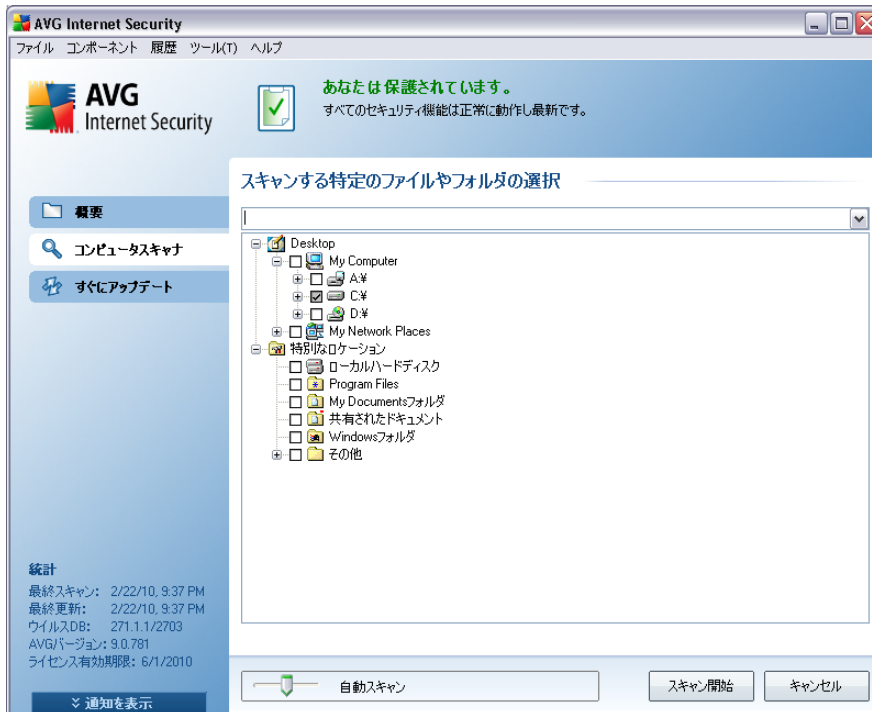 AVG Internet Security
ファイル コンポーネント 履歴 ツール(T) ヘルプ
AVG
Internet Security
あなたは保護されています。
すべてのセキュリティ機能は正常に動作し最新です。
概要
コンピュータスキャナ
すぐにアップデート
スキャンする特定のファイルやフォルダの選択
Desktop
My Computer
A:¥
C:¥
D:¥
My Network Places
特別なロケーション
ローカルハードディスク
Program Files
My Documentsフォルダ
共有されたドキュメント
Windowsフォルダ
その他
統計
最終スキャン: 2/22/10, 9:37 PM
最終更新: 2/22/10, 9:37 PM
ウイルスDB: 271.1.1/2703
AVGバージョン: 9.0.781
ライセンス有効期限: 6/1/2010
通知を表示
自動スキャン
スキャン開始
キャンセル